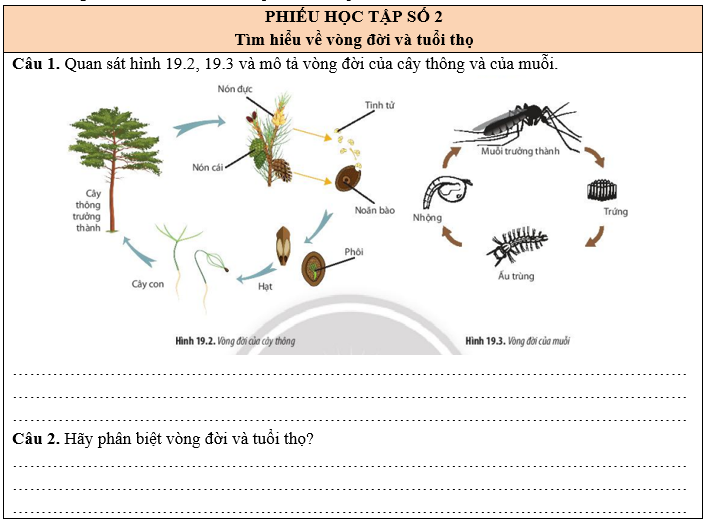 PHIẾU HỌC TẬP SỐ 2
Tìm hiểu về vòng đời và tuổi thọ
Câu 1. Quan sát hình 19.2, 19.3 và mô tả vòng đời của cây thông và của muỗi.
Nón đực
Tinh tử
Nón cái
Noãn bào
Cây
thông
trưởng
thành
Phôi
Hạt
Cây con
Hình 19.2. Vòng đời của cây thông
Muỗi trưởng thành
Trứng
Nhộng
Ấu trùng
Hình 19.3. Vòng đời của muỗi
Câu 2. Hãy phân biệt vòng đời và tuổi thọ?